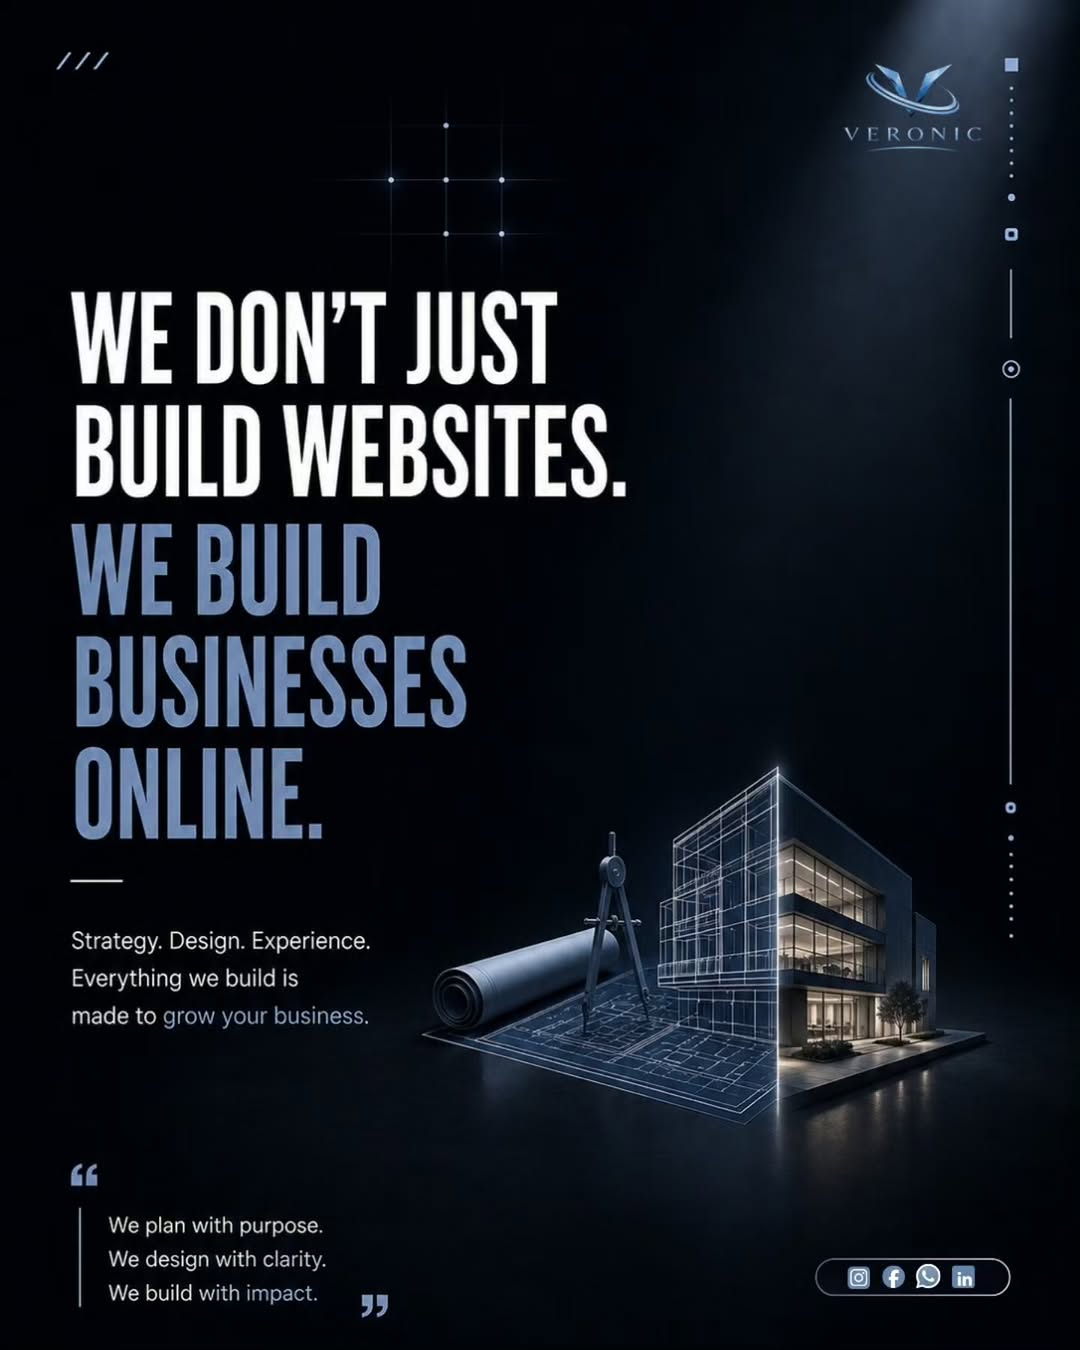 VERONIC
WE DON’T JUST
BUILD WEBSITES.
WE BUILD
BUSINESSES
ONLINE.
Strategy. Design. Experience.
Everything we build is
made to grow your business.
“
We plan with purpose.
We design with clarity.
We build with impact.
”